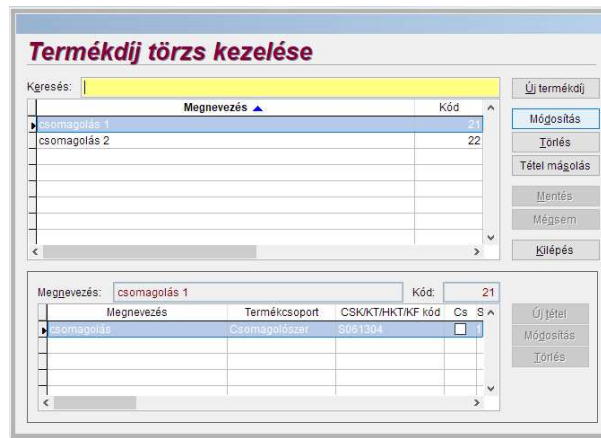 Termékdíj törzs kezelése
Keresés:
Új termékdíj
Megnevezés Kód
csomagolás 1 21
Módosítás
csomagolás 2 22
Törlés
Tétel másolás
Mentés
Mégsem
Kilépés
Megnevezés: csomagolás 1 Kód: 21
Megnevezés Termékcsoport CSK/KT/HKT/KF kód Cs S
Új tétel
csomagolás Csomagolószer S061304 1
Módosítás
Törlés